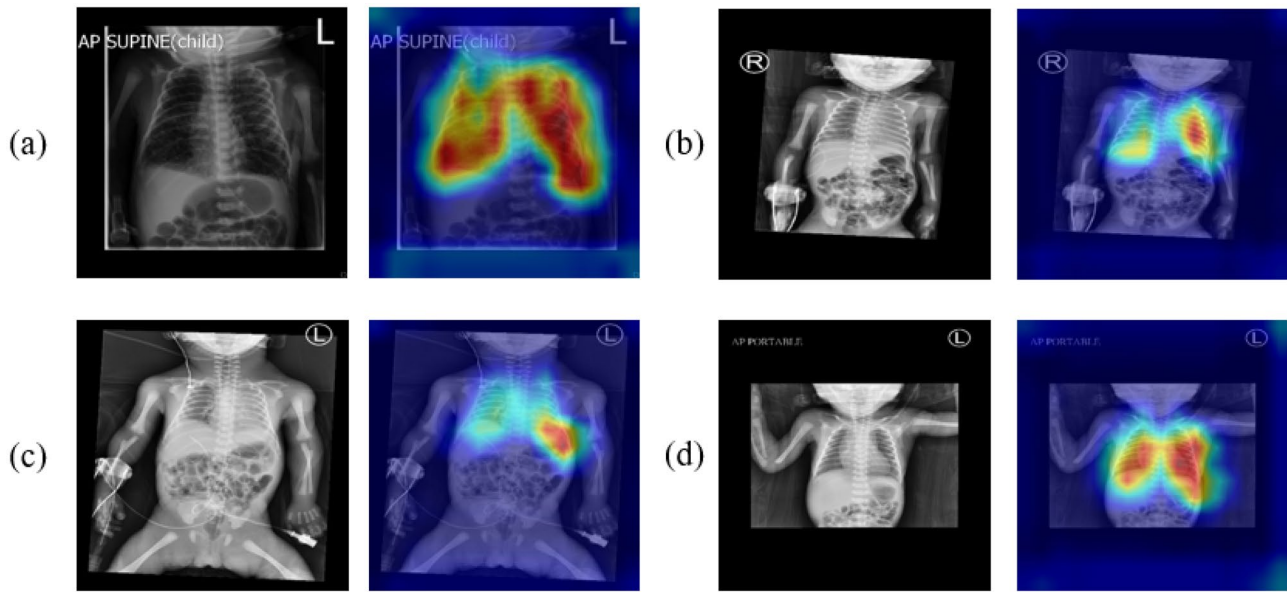 (a)
AP SUPINE(child) L
AP SUPINE(child) L
(b)
R
R
(c)
L
L
(d)
AP PORTABLE L
AP PORTABLE L